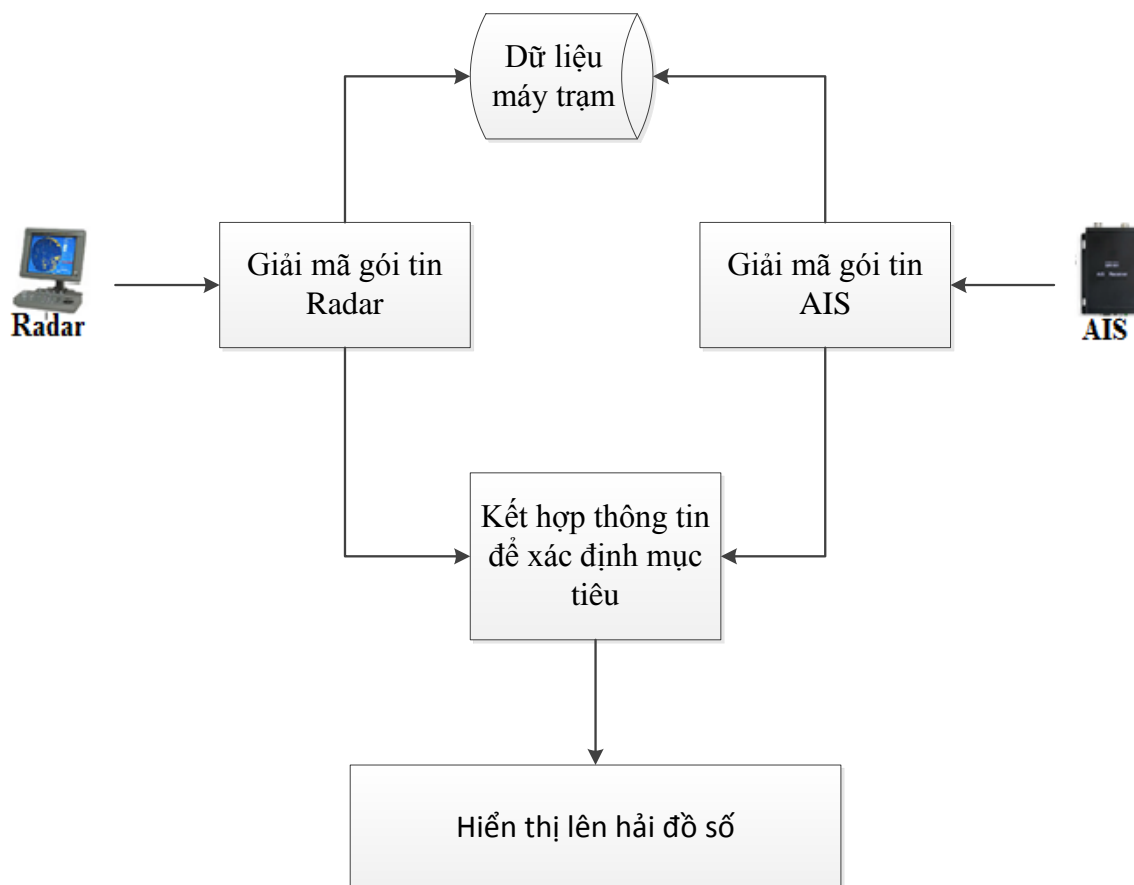 Dữ liệu
máy trạm
Giải mã gói tin
Radar
Giải mã gói tin
AIS
Radar
AIS
Kết hợp thông tin
để xác định mục
tiêu
Hiển thị lên hải đồ số